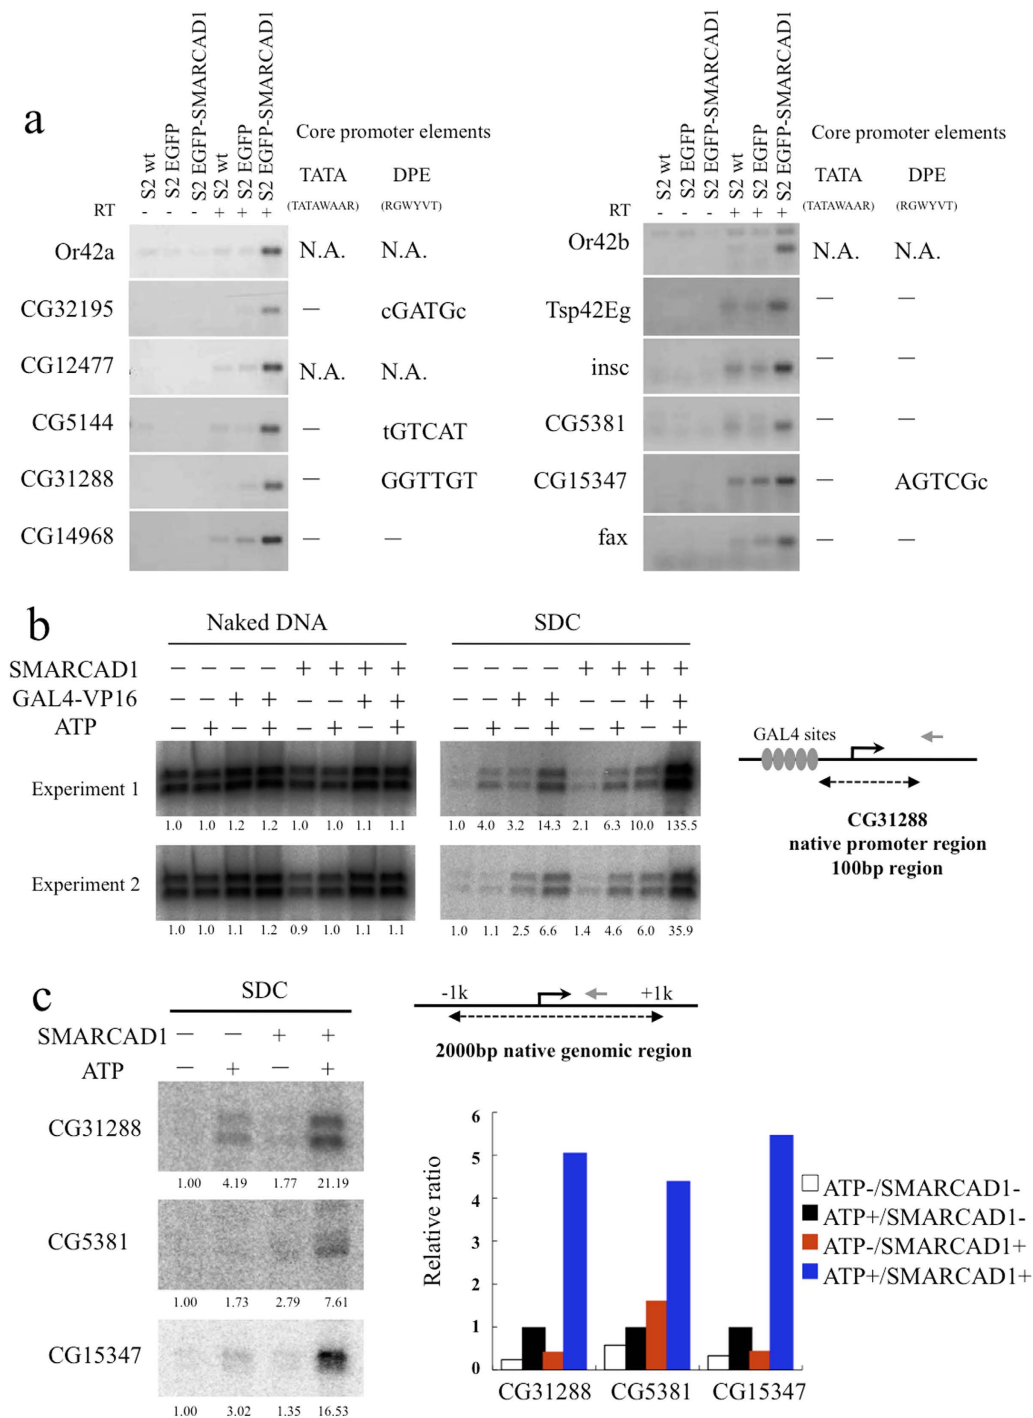 a
S2 wt
S2 EGFP
S2 EGFP-SMARCAD1
S2 wt
S2 EGFP
S2 EGFP-SMARCAD1
Core promoter elements
TATA DPE
(TATAWAAR) (RGWYVT)
RT - - - + + +
Or42a N.A. N.A.
CG32195 — cGATGc
CG12477 N.A. N.A.
CG5144 — tGTCAT
CG31288 — GGTTGT
CG14968 — —
S2 wt
S2 EGFP
S2 EGFP-SMARCAD1
S2 wt
S2 EGFP
S2 EGFP-SMARCAD1
Core promoter elements
TATA DPE
(TATAWAAR) (RGWYVT)
RT - - - + + +
Or42b N.A. N.A.
Tsp42Eg — —
insc — —
CG5381 — —
CG15347 — AGTCGc
fax — —
b
Naked DNA SDC
SMARCAD1 — — — — + + + + — — — — + + + +
GAL4-VP16 — — + + — — + + — — + + — — + +
ATP — + — + — + — + — + — + — + — +
Experiment 1
1.0 1.0 1.2 1.2 1.0 1.0 1.1 1.1 1.0 4.0 3.2 14.3 2.1 6.3 10.0 135.5
Experiment 2
1.0 1.0 1.1 1.2 0.9 1.0 1.1 1.1 1.0 1.1 2.5 6.6 1.4 4.6 6.0 35.9
GAL4 sites
CG31288
native promoter region
100bp region
c
SDC
SMARCAD1 — — + +
ATP — + — +
CG31288
1.00 4.19 1.77 21.19
CG5381
1.00 1.73 2.79 7.61
CG15347
1.00 3.02 1.35 16.53
-1k +1k
2000bp native genomic region
Relative ratio
6
5
4
3
2
1
0
CG31288 CG5381 CG15347
ATP-/SMARCAD1-
ATP+/SMARCAD1-
ATP-/SMARCAD1+
ATP+/SMARCAD1+